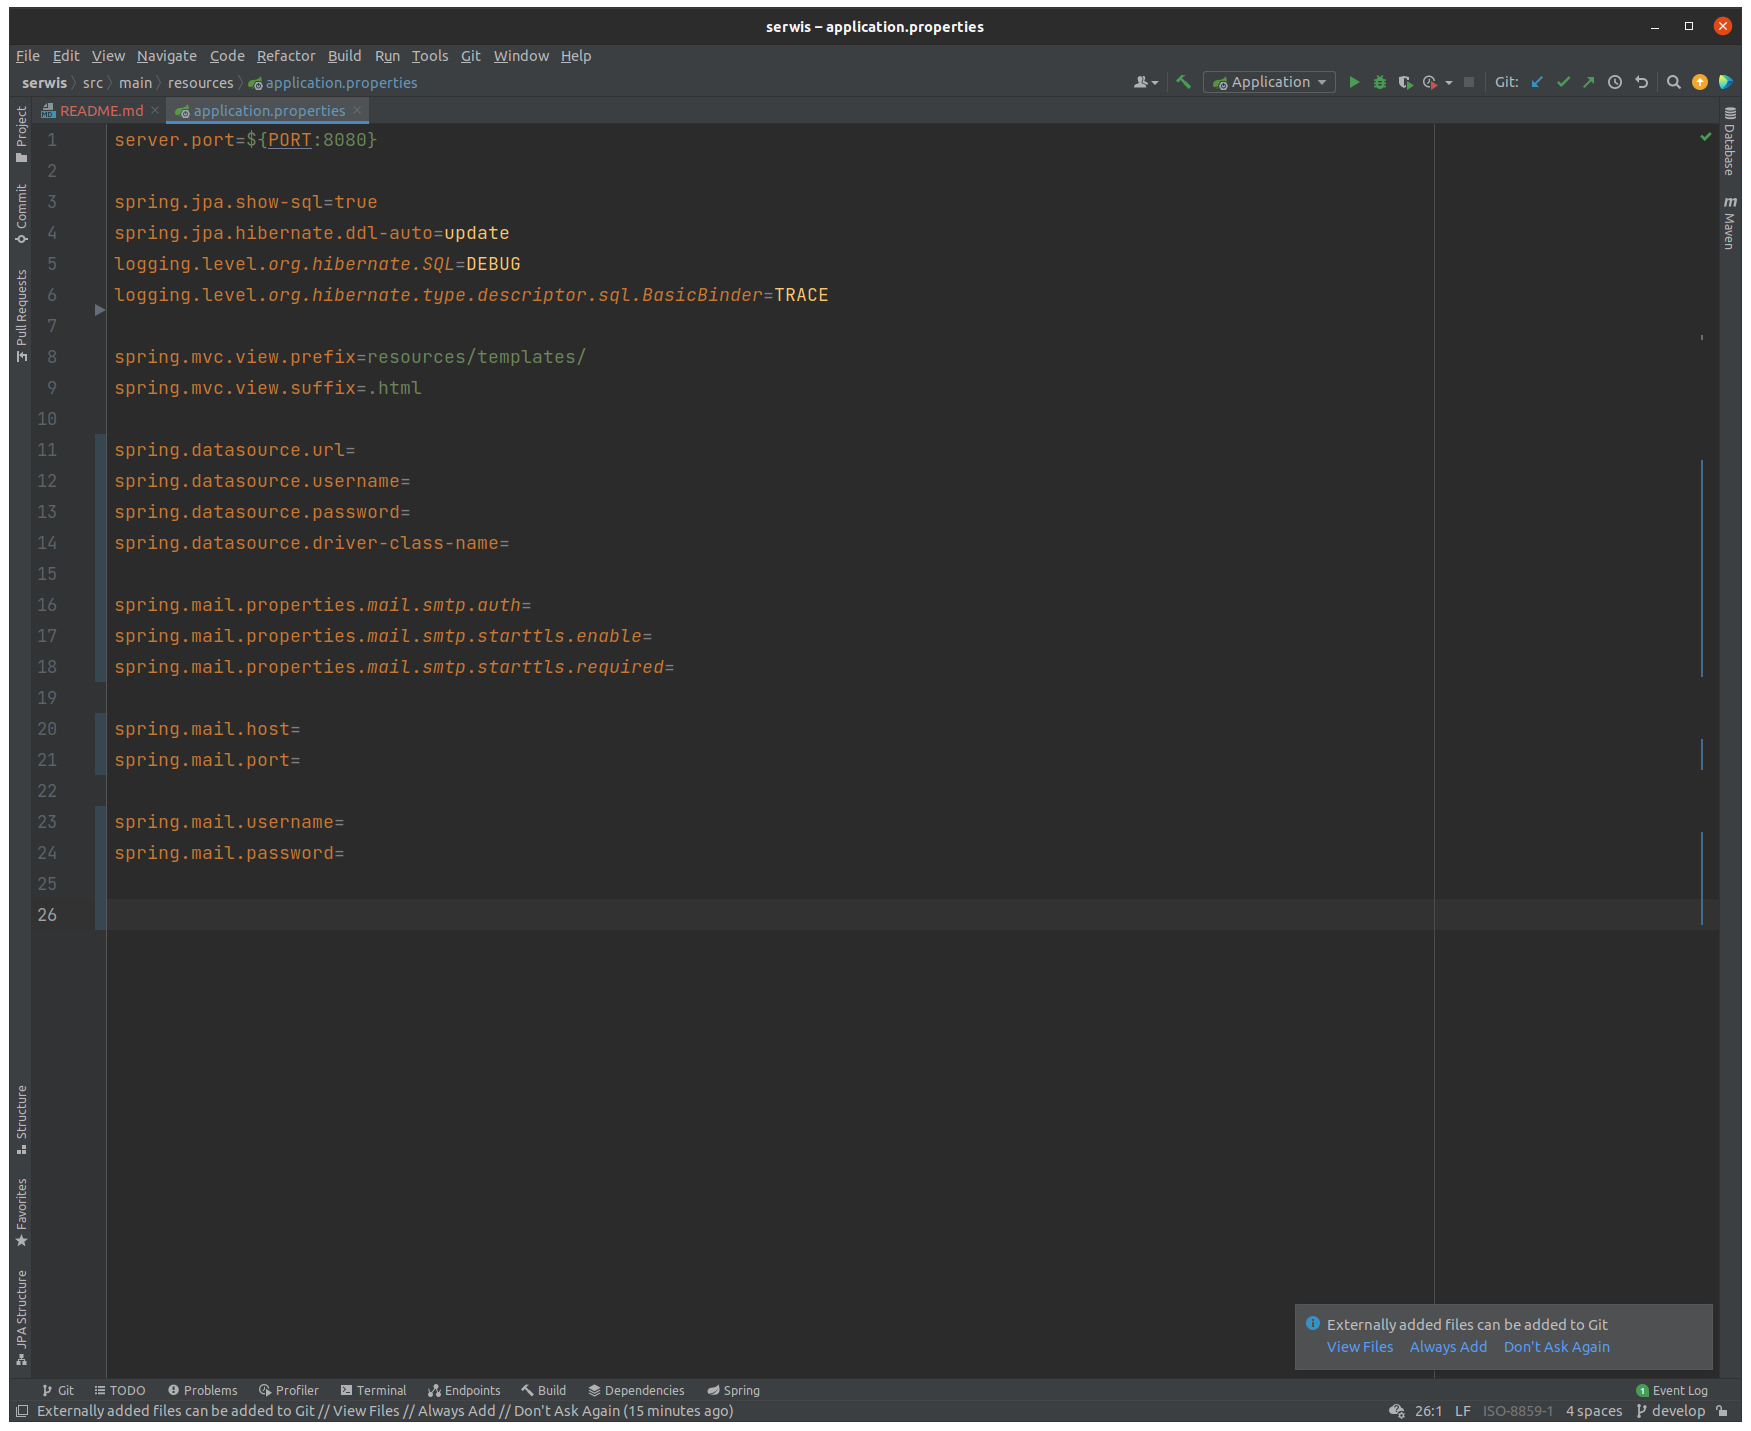 serwis – application.properties
File Edit View Navigate Code Refactor Build Run Tools Git Window Help
serwis src main resources application.properties Application Git:
README.md application.properties
1 server.port=${PORT:8080}
2
3 spring.jpa.show-sql=true
4 spring.jpa.hibernate.ddl-auto=update
5 logging.level.org.hibernate.SQL=DEBUG
6 logging.level.org.hibernate.type.descriptor.sql.BasicBinder=TRACE
7
8 spring.mvc.view.prefix=resources/templates/
9 spring.mvc.view.suffix=.html
10
11 spring.datasource.url=
12 spring.datasource.username=
13 spring.datasource.password=
14 spring.datasource.driver-class-name=
15
16 spring.mail.properties.mail.smtp.auth=
17 spring.mail.properties.mail.smtp.starttls.enable=
18 spring.mail.properties.mail.smtp.starttls.required=
19
20 spring.mail.host=
21 spring.mail.port=
22
23 spring.mail.username=
24 spring.mail.password=
25
26
Project
Commit
Pull Requests
Structure
Favorites
JPA Structure
Database
m Maven
Externally added files can be added to Git
View Files Always Add Don't Ask Again
Git TODO Problems Profiler Terminal Endpoints Build Dependencies Spring 1 Event Log
Externally added files can be added to Git // View Files // Always Add // Don't Ask Again (15 minutes ago) 26:1 LF ISO-8859-1 4 spaces develop